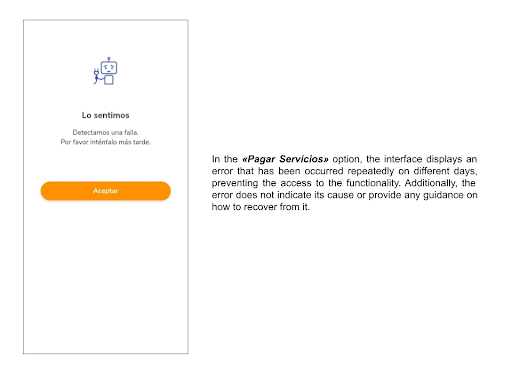 Lo sentimos
Detectamos una falla.
Por favor inténtalo más tarde.
Aceptar
In the «Pagar Servicios» option, the interface displays an
error that has been occurred repeatedly on different days,
preventing the access to the functionality. Additionally, the
error does not indicate its cause or provide any guidance on
how to recover from it.